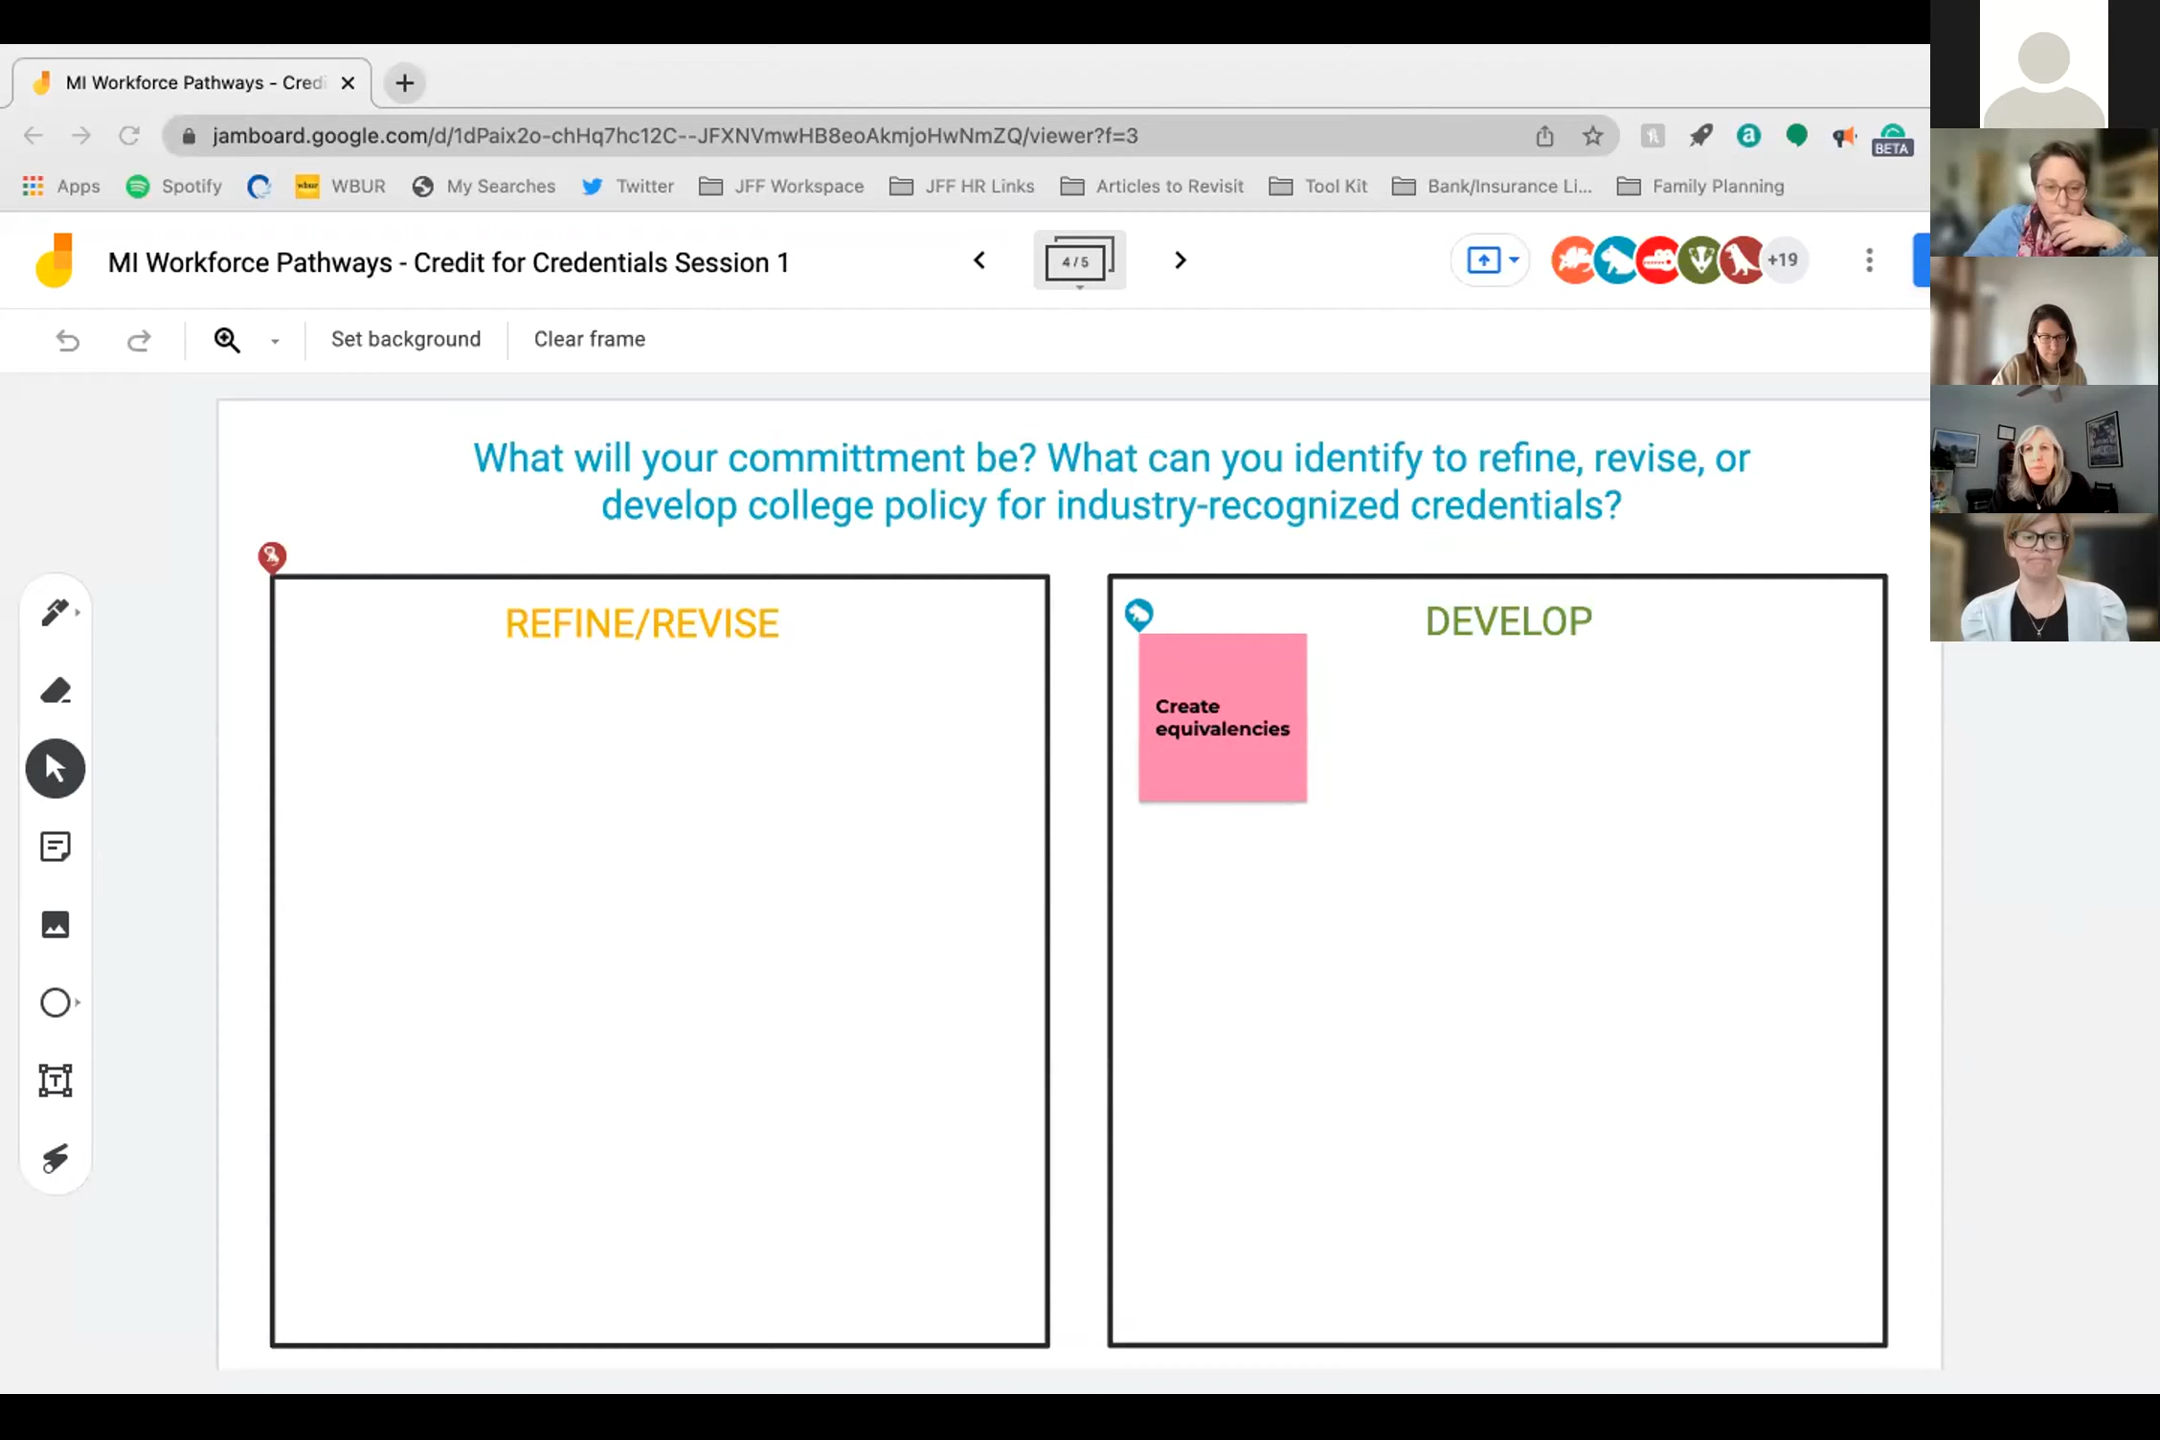 MI Workforce Pathways - Credi
jamboard.google.com/d/1dPaix2o-chHq7hc12C--JFXNVmwHB8eoAkmjoHwNmZQ/viewer?f=3
BETA
Apps Spotify WBUR My Searches Twitter JFF Workspace JFF HR Links Articles to Revisit Tool Kit Bank/Insurance Li... Family Planning
MI Workforce Pathways - Credit for Credentials Session 1
4 / 5
+19
Set background Clear frame
What will your committment be? What can you identify to refine, revise, or
develop college policy for industry-recognized credentials?
REFINE/REVISE
DEVELOP
Create
equivalencies